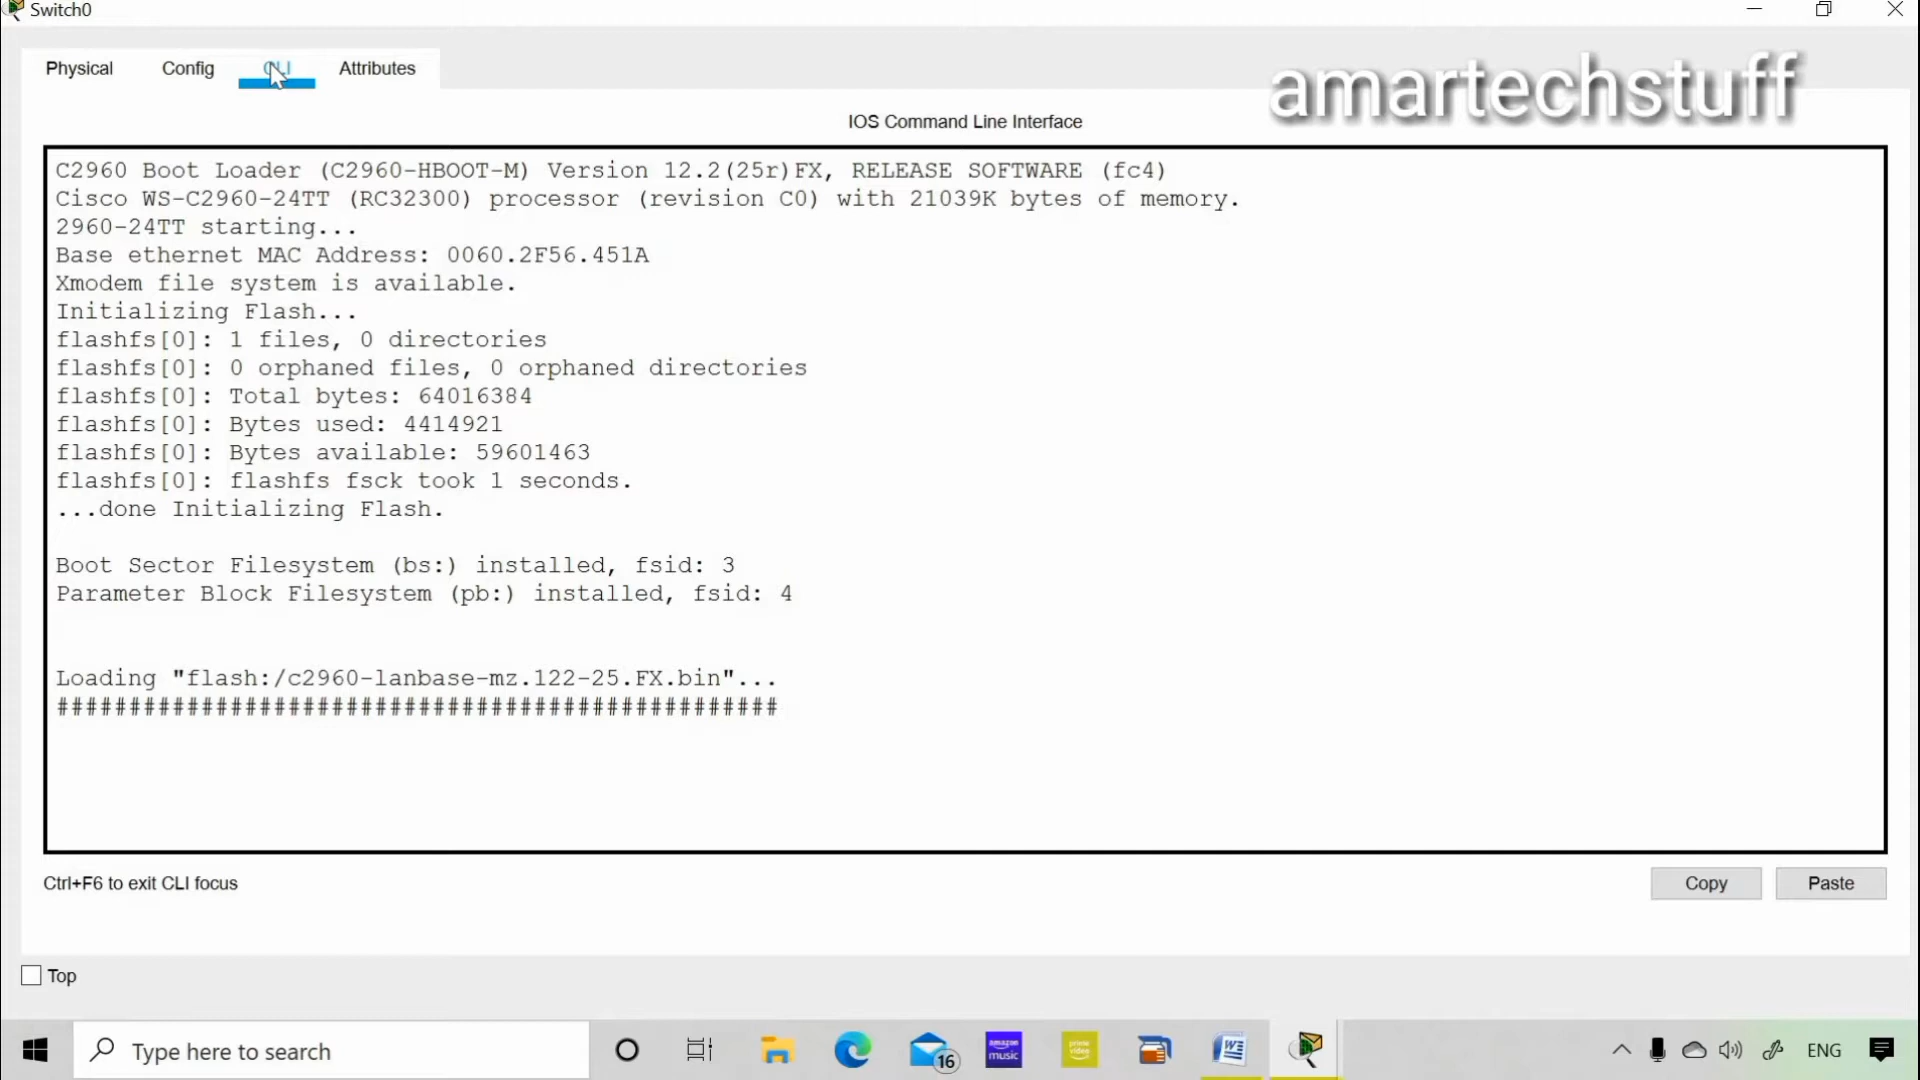 Switch0
Physical Config CLI Attributes
amartechstuff
IOS Command Line Interface
C2960 Boot Loader (C2960-HBOOT-M) Version 12.2(25r)FX, RELEASE SOFTWARE (fc4)
Cisco WS-C2960-24TT (RC32300) processor (revision C0) with 21039K bytes of memory.
2960-24TT starting...
Base ethernet MAC Address: 0060.2F56.451A
Xmodem file system is available.
Initializing Flash...
flashfs[0]: 1 files, 0 directories
flashfs[0]: 0 orphaned files, 0 orphaned directories
flashfs[0]: Total bytes: 64016384
flashfs[0]: Bytes used: 4414921
flashfs[0]: Bytes available: 59601463
flashfs[0]: flashfs fsck took 1 seconds.
...done Initializing Flash.
Boot Sector Filesystem (bs:) installed, fsid: 3
Parameter Block Filesystem (pb:) installed, fsid: 4
Loading "flash:/c2960-lanbase-mz.122-25.FX.bin"...
##################################################
Ctrl+F6 to exit CLI focus
Copy Paste
Top
Type here to search
16
amazon music
prime video
ENG